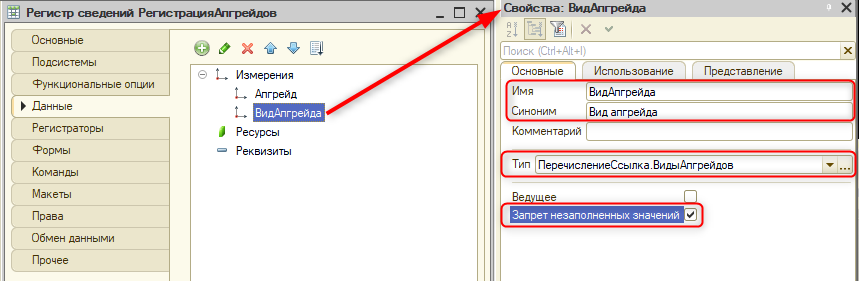 Регистр сведений РегистрацияАпгрейдов
Основные
Подсистемы
Функциональные опции
Данные
Регистраторы
Формы
Команды
Макеты
Права
Обмен данными
Прочее
Измерения
Апгрейд
ВидАпгрейда
Ресурсы
Реквизиты
Свойства: ВидАпгрейда
Поиск (Ctrl+Alt+I)
Основные Использование Представление
Имя ВидАпгрейда
Синоним Вид апгрейда
Комментарий
Тип ПеречислениеСсылка.ВидыАпгрейдов
Ведущее
Запрет незаполненных значений